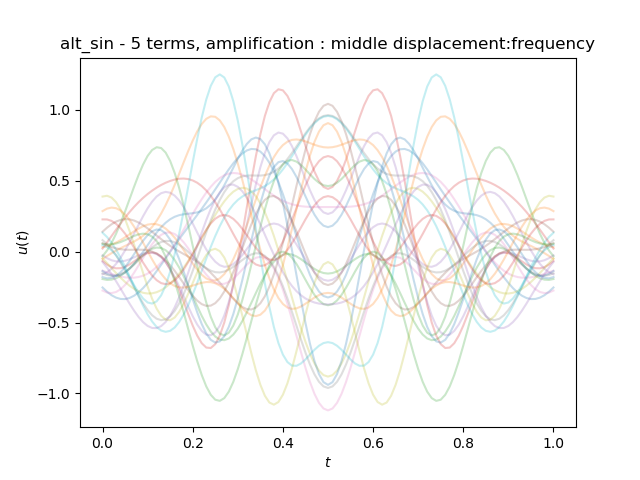 alt_sin - 5 terms, amplification : middle displacement:frequency
1.0
0.5
0.0
−0.5
−1.0
u(t)
0.0 0.2 0.4 0.6 0.8 1.0
t